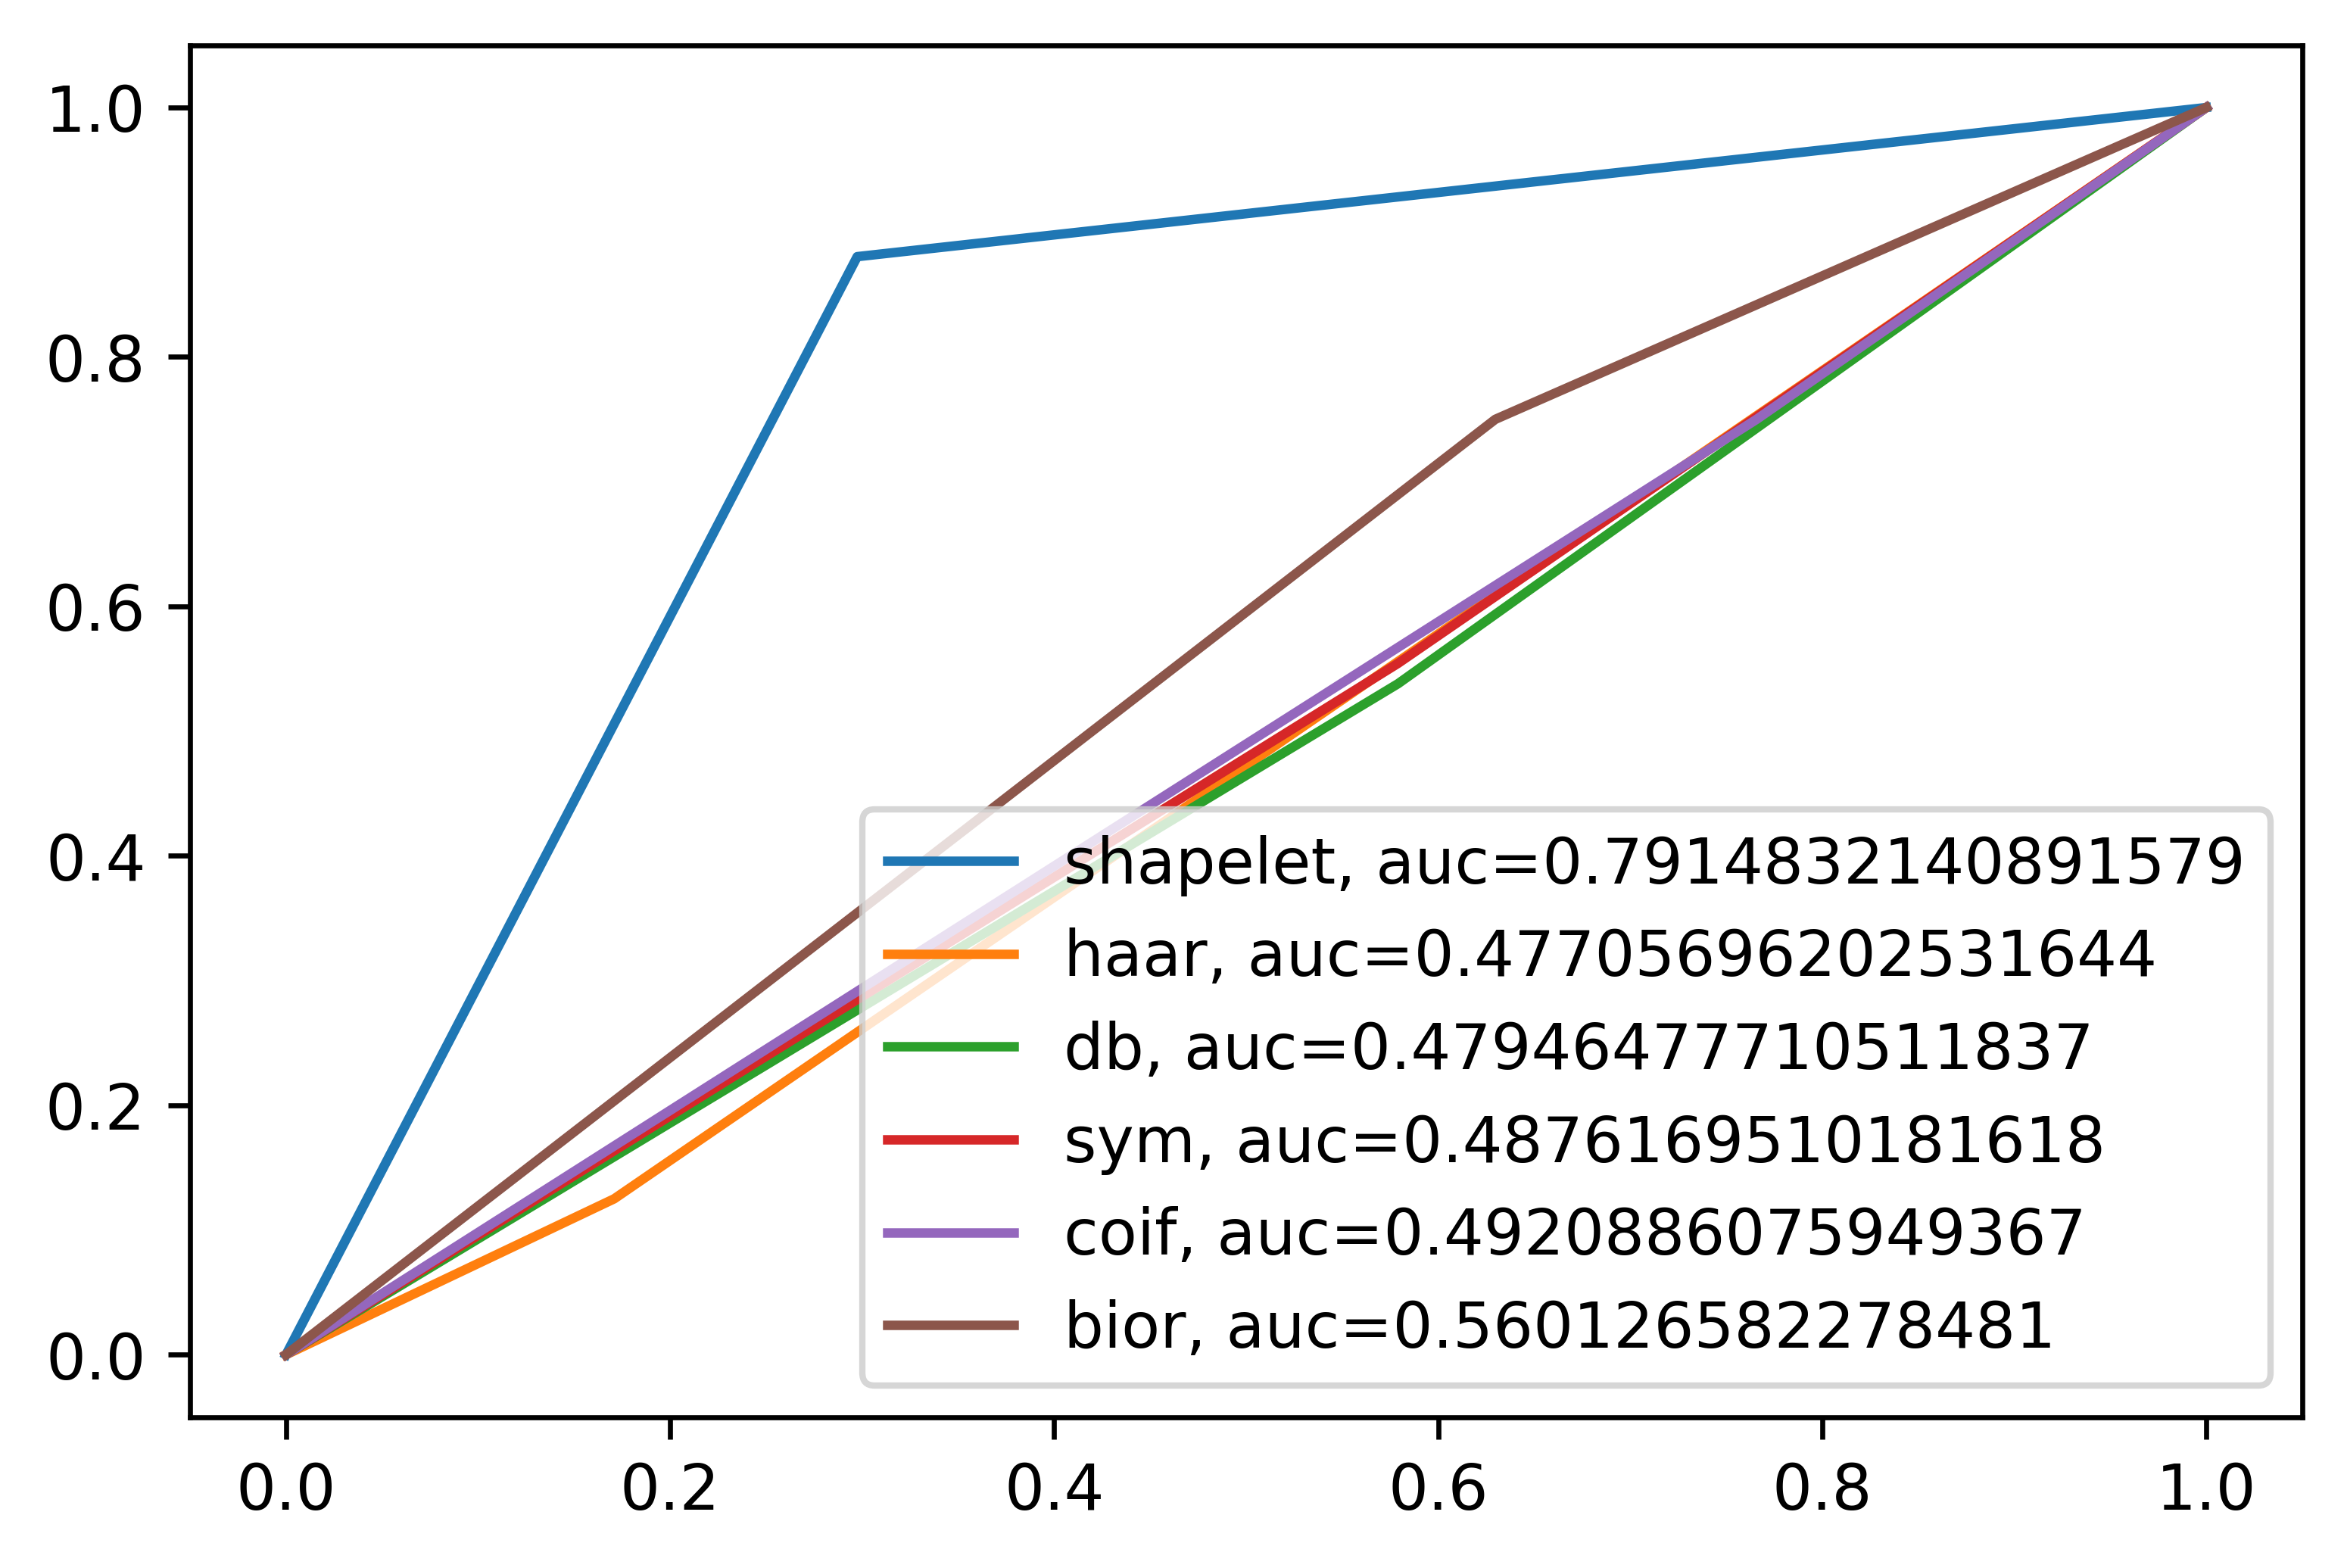 1.0
0.8
0.6
0.4
0.2
0.0
shapelet, auc=0.7914832140891579
haar, auc=0.47705696202531644
db, auc=0.47946477710511837
sym, auc=0.4876169510181618
coif, auc=0.4920886075949367
bior, auc=0.5601265822278481
0.0 0.2 0.4 0.6 0.8 1.0